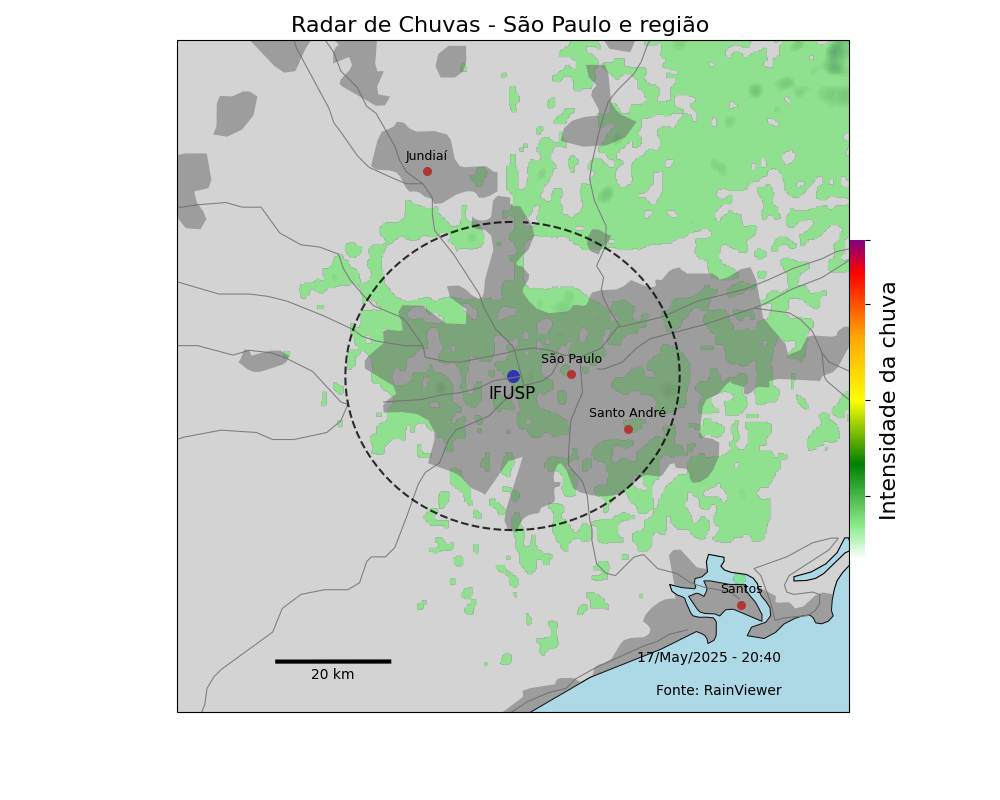 Radar de Chuvas - São Paulo e região
Jundiaí
São Paulo
IFUSP
Santo André
Santos
17/May/2025 - 20:40
20 km
Fonte: RainViewer
Intensidade da chuva